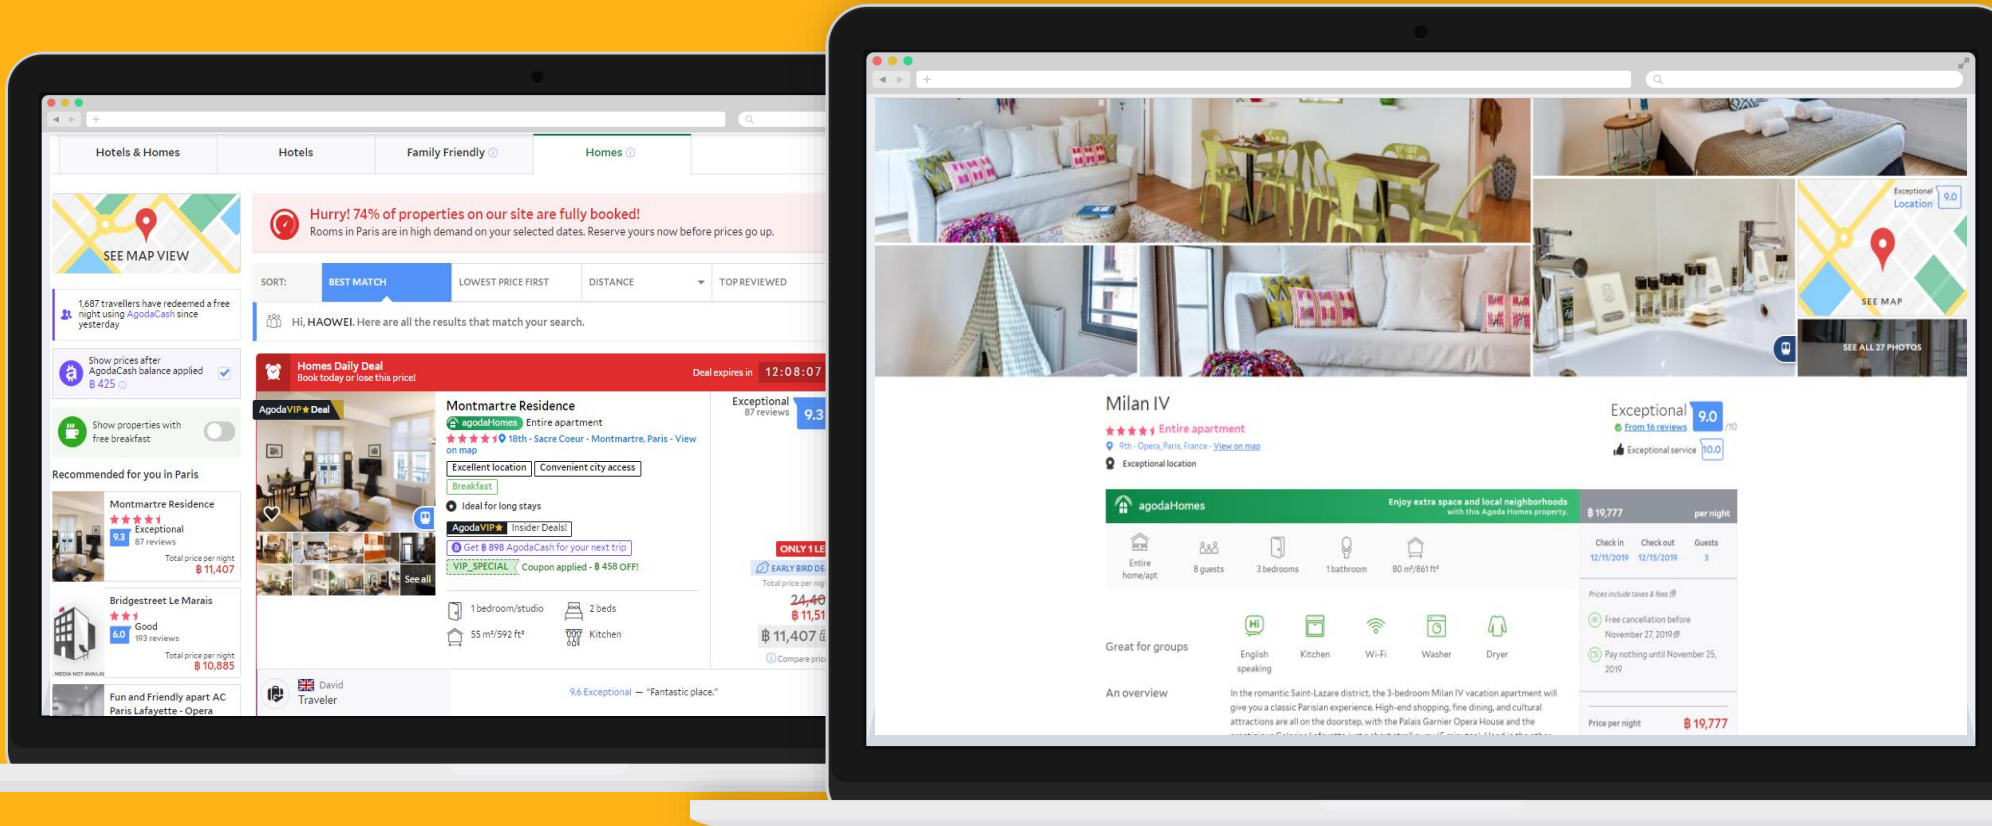 Hotels & Homes
Hotels
Family Friendly
Homes
SEE MAP VIEW
1,687 travellers have redeemed a free
night using AgodaCash since
yesterday
Show prices after
AgodaCash balance applied
฿ 425
Show properties with
free breakfast
Recommended for you in Paris
Montmartre Residence
Exceptional
9.3
87 reviews
Total price per night
฿ 11,407
Bridgestreet Le Marais
Good
6.0
193 reviews
Total price per night
฿ 10,885
Fun and Friendly apart AC
Paris Lafayette - Opera
Hurry! 74% of properties on our site are fully booked!
Rooms in Paris are in high demand on your selected dates. Reserve yours now before prices go up.
SORT:
BEST MATCH
LOWEST PRICE FIRST
DISTANCE
TOP REVIEWED
Hi, HAOWEI. Here are all the results that match your search.
Homes Daily Deal
Book today or lose this price!
Deal expires in 12:08:07
AgodaVIP★Deal
See all
Montmartre Residence
agodaHomes Entire apartment
18th - Sacre Coeur - Montmartre, Paris - View
on map
Excellent location
Convenient city access
Breakfast
Ideal for long stays
AgodaVIP★ Insider Deals!
Get ฿ 898 AgodaCash for your next trip
VIP_SPECIAL Coupon applied - ฿ 458 OFF!
1 bedroom/studio
2 beds
55 m²/592 ft²
Kitchen
Exceptional
87 reviews
9.3
ONLY 1 LE
EARLY BIRD DE
Total price per nig
24,40
฿ 11,51
฿ 11,407
Compare price
David
Traveler
9.6 Exceptional — "Fantastic place."
Exceptional
Location
9.0
SEE MAP
SEE ALL 27 PHOTOS
Milan IV
Entire apartment
9th - Opera, Paris, France - View on map
Exceptional location
Exceptional
9.0
/10
From 16 reviews
Exceptional service 10.0
agodaHomes
Enjoy extra space and local neighborhoods
with this Agoda Homes property.
฿ 19,777
per night
Entire
home/apt
8 guests
3 bedrooms
1 bathroom
80 m²/861 ft²
Check in
Check out
Guests
12/11/2019
12/15/2019
3
Prices include taxes & fees
Free cancellation before
November 27, 2019
Pay nothing until November 25,
2019
Price per night
฿ 19,777
Great for groups
Hi
English
speaking
Kitchen
Wi-Fi
Washer
Dryer
An overview
In the romantic Saint-Lazare district, the 3-bedroom Milan IV vacation apartment will
give you a classic Parisian experience. High-end shopping, fine dining, and cultural
attractions are all on the doorstep, with the Palais Garnier Opera House and the